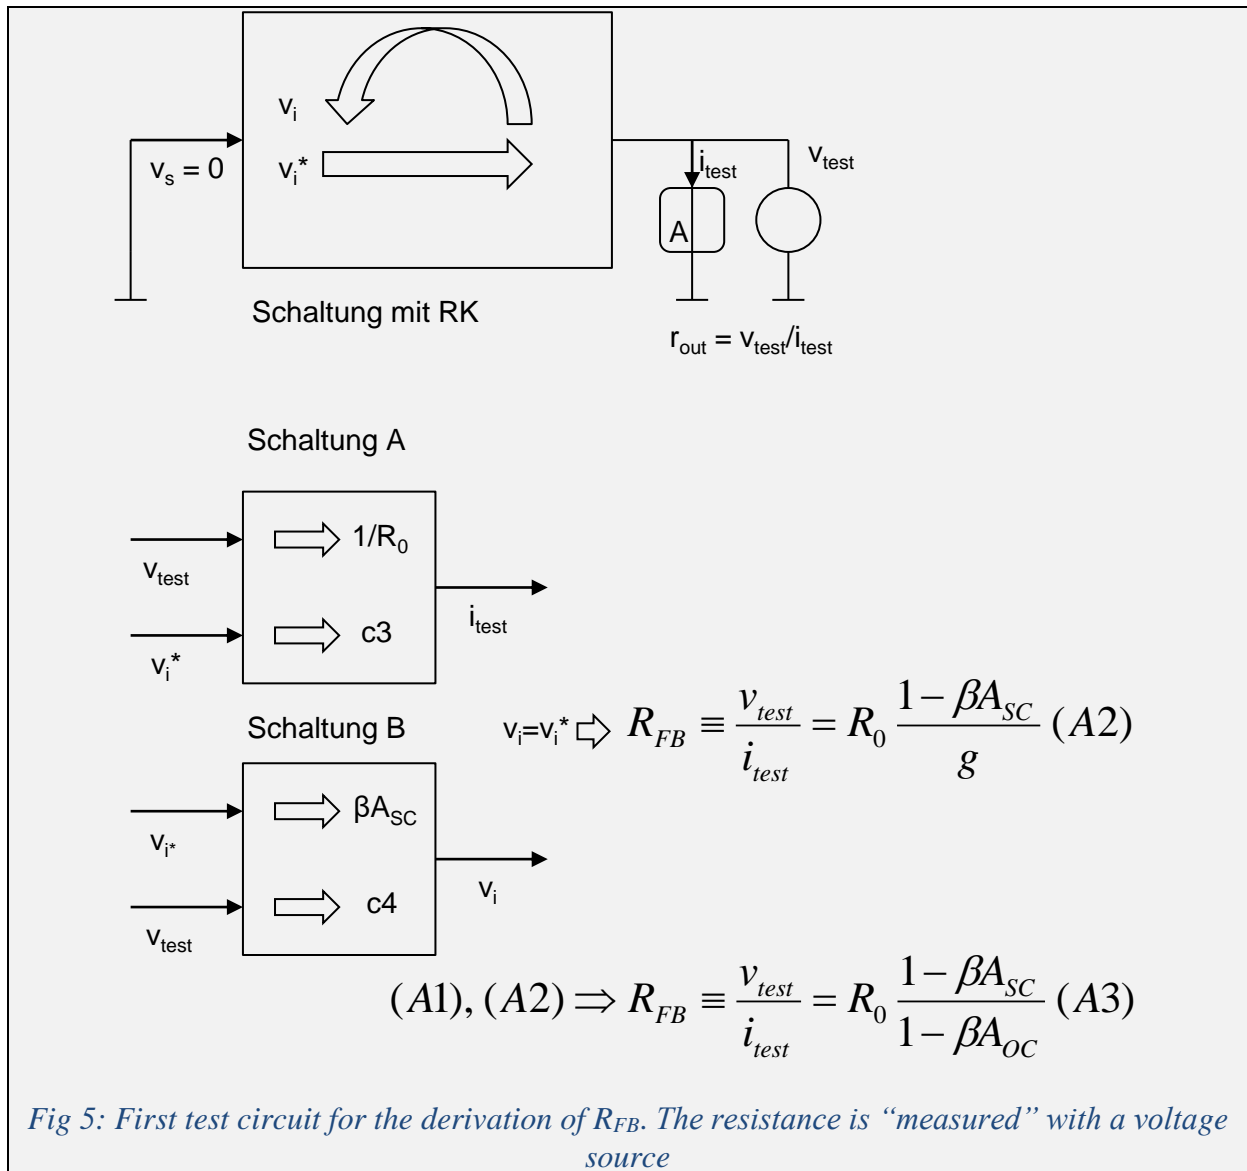 v_i
v_s = 0
v_i*
i_test
v_test
A
Schaltung mit RK
r_out = v_test/i_test
Schaltung A
1/R_0
v_test
i_test
c3
v_i*
Schaltung B
v_i=v_i* ⇨ R_FB ≡ v_test/i_test = R_0 (1 − βA_SC)/g (A2)
βA_SC
v_i*
v_i
c4
v_test
(A1), (A2) ⇒ R_FB ≡ v_test/i_test = R_0 (1 − βA_SC)/(1 − βA_OC) (A3)
Fig 5: First test circuit for the derivation of R_FB. The resistance is “measured” with a voltage
source